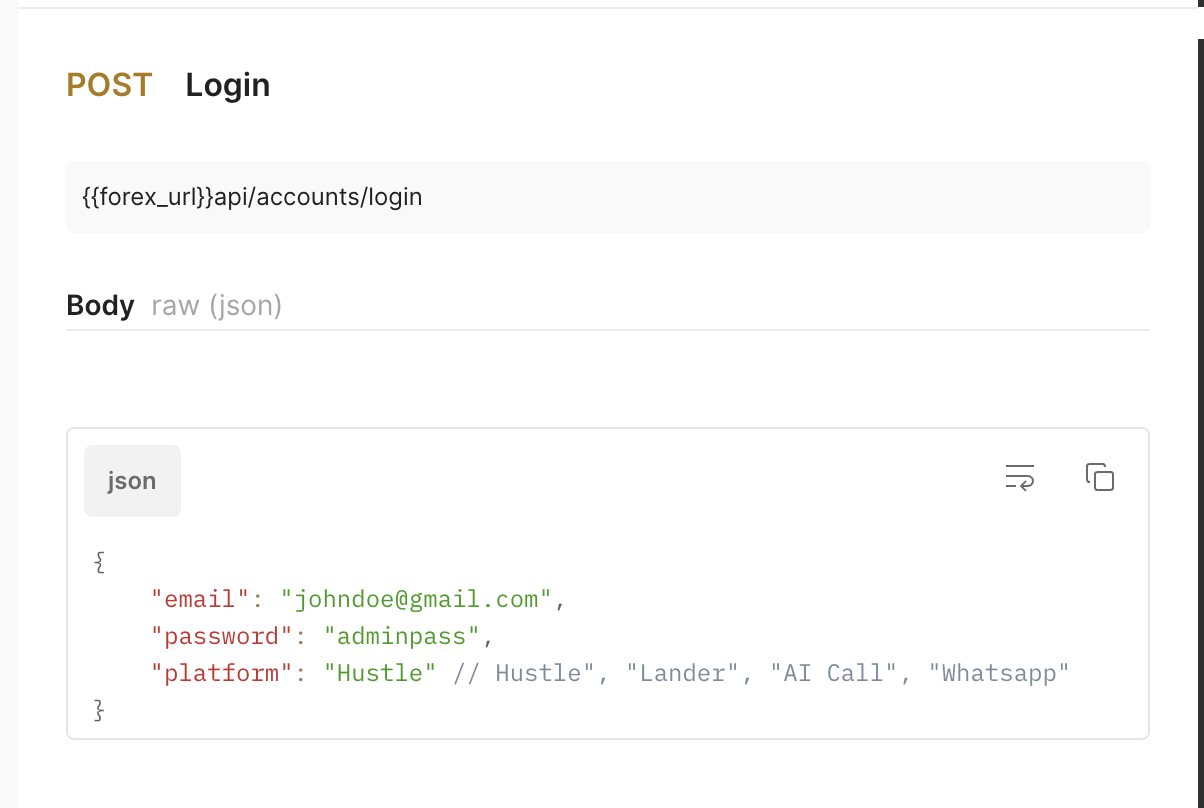 POST Login
{{forex_url}}api/accounts/login
Body raw (json)
json
{
    "email": "johndoe@gmail.com",
    "password": "adminpass",
    "platform": "Hustle" // Hustle", "Lander", "AI Call", "Whatsapp"
}